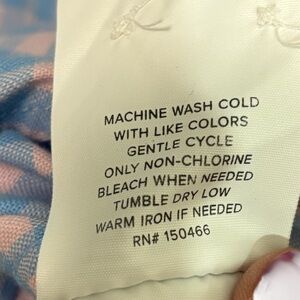 MACHINE WASH COLD
WITH LIKE COLORS
GENTLE CYCLE
ONLY NON-CHLORINE
BLEACH WHEN NEEDED
TUMBLE DRY LOW
WARM IRON IF NEEDED
RN# 150466